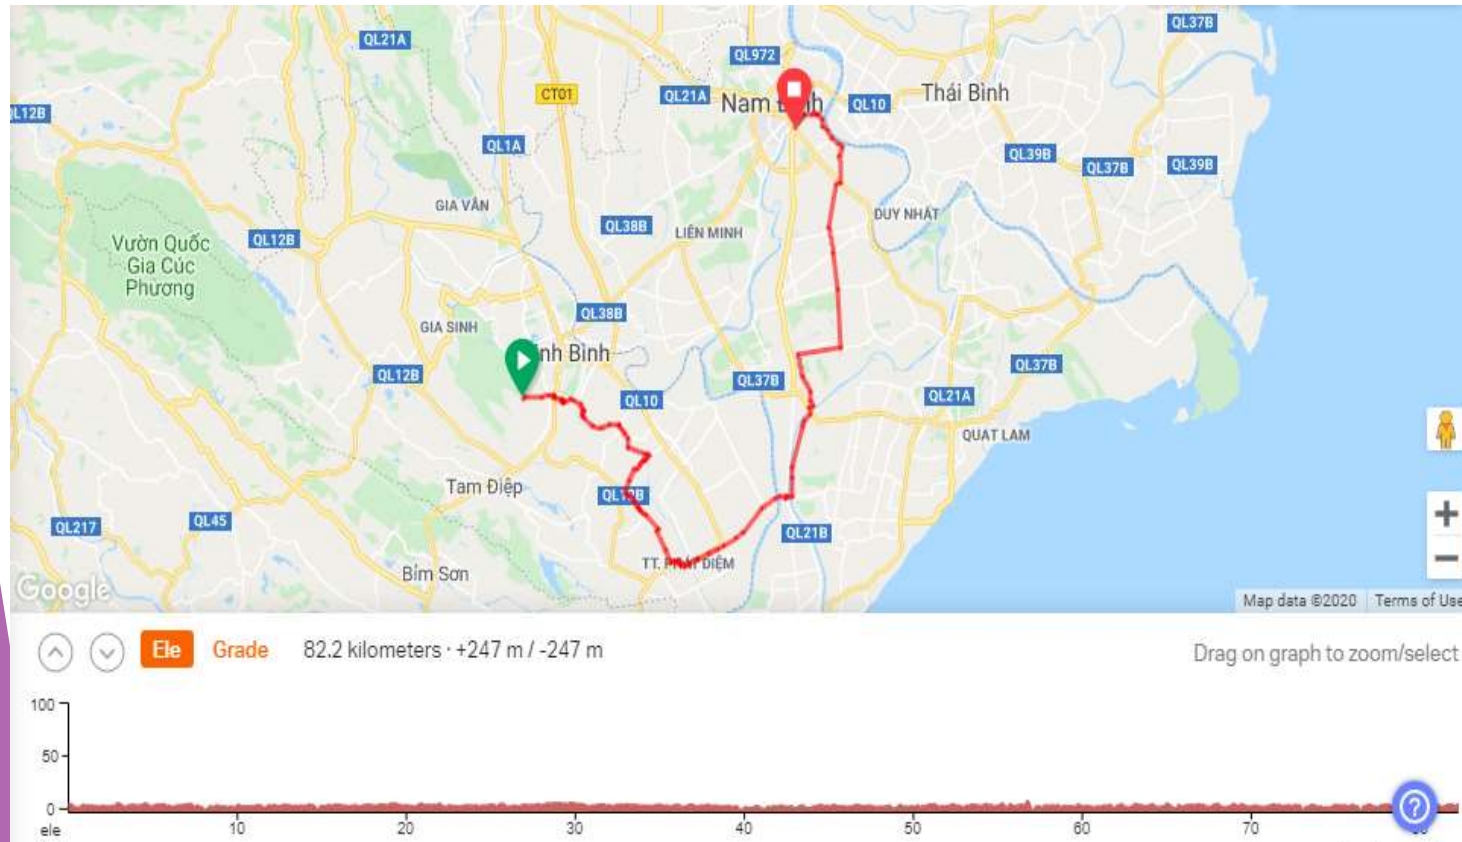 QL37B
QL21A
QL972
CT01
QL21A
Nam
QL10
Thái Bình
QL12B
QL1A
QL39B
QL37B
QL39B
GIA VÂN
DUY NHẤT
QL38B
LIÊN MINH
QL12B
Vườn Quốc
Gia Cúc
Phương
QL38B
GIA SINH
nh Bình
QL12B
QL37B
QL37B
QL10
QL21A
QUAT LAM
Tam Điệp
QL217
QL45
QL21B
TT. PHÁT DIỆM
Bỉm Sơn
Google
Map data ©2020 Terms of Use
Ele Grade 82.2 kilometers · +247 m / -247 m
Drag on graph to zoom/select
100
50
0
ele 10 20 30 40 50 60 70
?